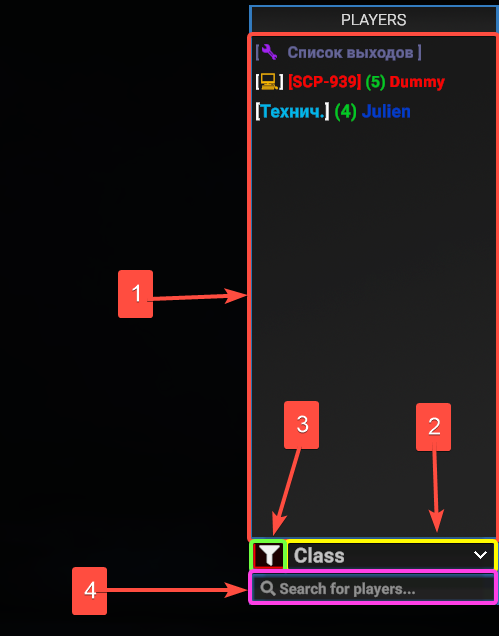 PLAYERS
[ Список выходов ]
[ ] [SCP-939] (5) Dummy
[Технич.] (4) Julien
1
3
2
Class
Search for players...
4